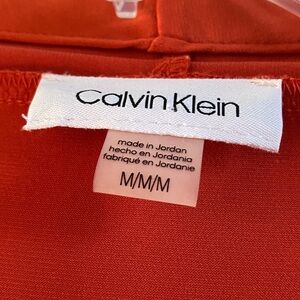 Calvin Klein
made in Jordan
hecho en Jordania
fabriqué en Jordanie
M/M/M